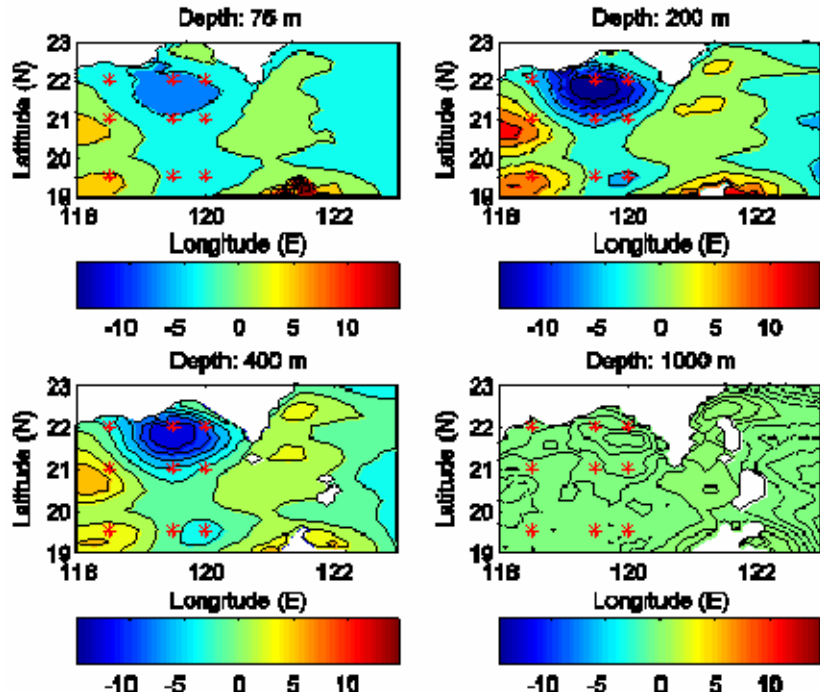 Depth: 75 m
Latitude (N)
23
22
21
20
19
118 120 122
Longitude (E)
-10 -5 0 5 10
Depth: 200 m
Latitude (N)
23
22
21
20
19
118 120 122
Longitude (E)
-10 -5 0 5 10
Depth: 400 m
Latitude (N)
23
22
21
20
19
118 120 122
Longitude (E)
-10 -5 0 5 10
Depth: 1000 m
Latitude (N)
23
22
21
20
19
118 120 122
Longitude (E)
-10 -5 0 5 10